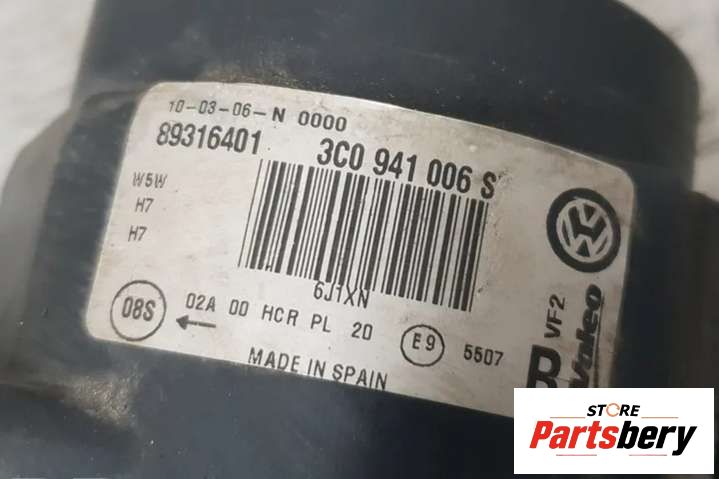 10-03-06-N 0000
89316401 3C0 941 006 S
W5W
H7
H7
6J1XN
08S 02A 00 HCR PL 20 E9 5507
MADE IN SPAIN
VF2
Valeo
STORE
Partsbery